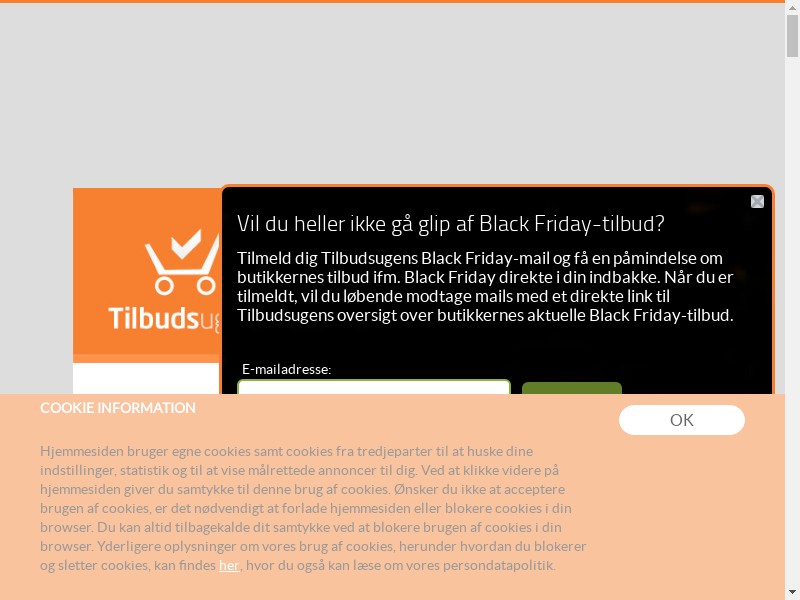 Tilbudsug
Vil du heller ikke gå glip af Black Friday-tilbud?
Tilmeld dig Tilbudsugens Black Friday-mail og få en påmindelse om
butikkernes tilbud ifm. Black Friday direkte i din indbakke. Når du er
tilmeldt, vil du løbende modtage mails med et direkte link til
Tilbudsugens oversigt over butikkernes aktuelle Black Friday-tilbud.
E-mailadresse:
COOKIE INFORMATION
OK
Hjemmesiden bruger egne cookies samt cookies fra tredjeparter til at huske dine
indstillinger, statistik og til at vise målrettede annoncer til dig. Ved at klikke videre på
hjemmesiden giver du samtykke til denne brug af cookies. Ønsker du ikke at acceptere
brugen af cookies, er det nødvendigt at forlade hjemmesiden eller blokere cookies i din
browser. Du kan altid tilbagekalde dit samtykke ved at blokere brugen af cookies i din
browser. Yderligere oplysninger om vores brug af cookies, herunder hvordan du blokerer
og sletter cookies, kan findes her, hvor du også kan læse om vores persondatapolitik.